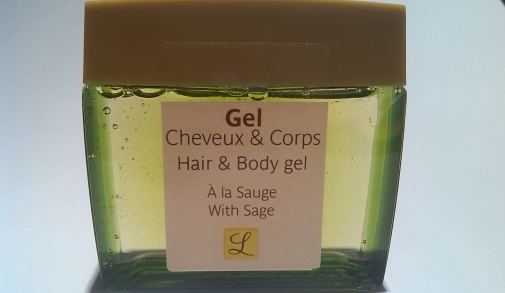 Gel
Cheveux & Corps
Hair & Body gel
À la Sauge
With Sage
L